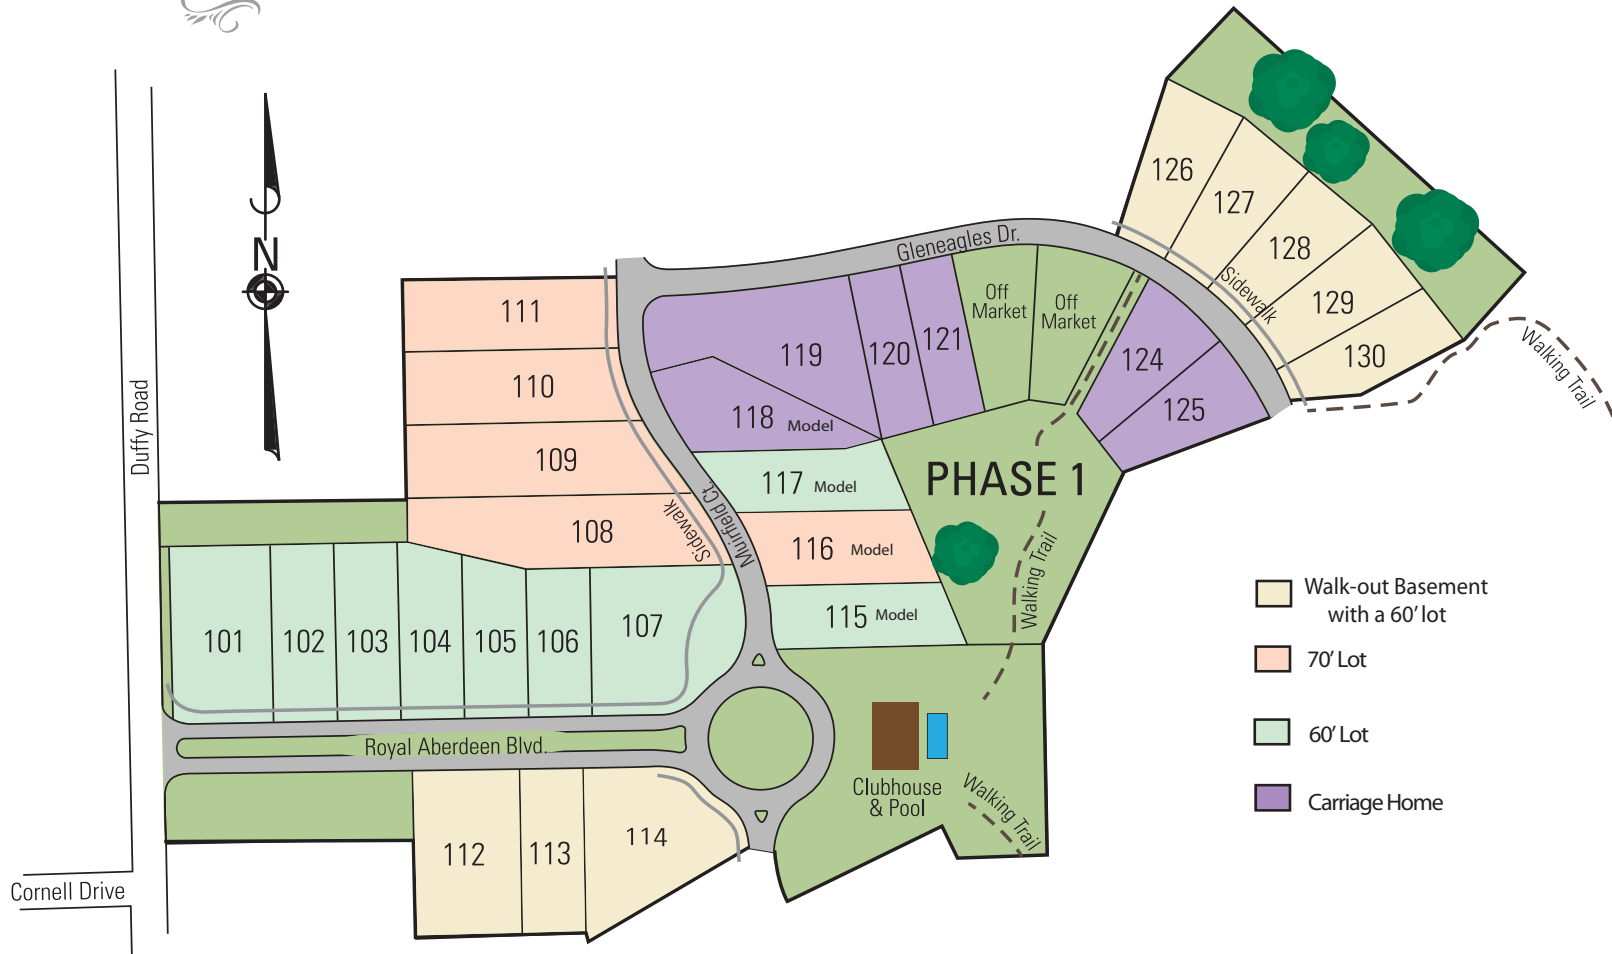 N
Duffy Road
Cornell Drive
Gleneagles Dr.
Muirfield Ct.
Royal Aberdeen Blvd.
Sidewalk
Sidewalk
Walking Trail
Walking Trail
Walking Trail
PHASE 1
Clubhouse
& Pool
101
102
103
104
105
106
107
108
109
110
111
112
113
114
115 Model
116 Model
117 Model
118 Model
119
120
121
Off
Market
Off
Market
124
125
126
127
128
129
130
Walk-out Basement
with a 60' lot
70' Lot
60' Lot
Carriage Home